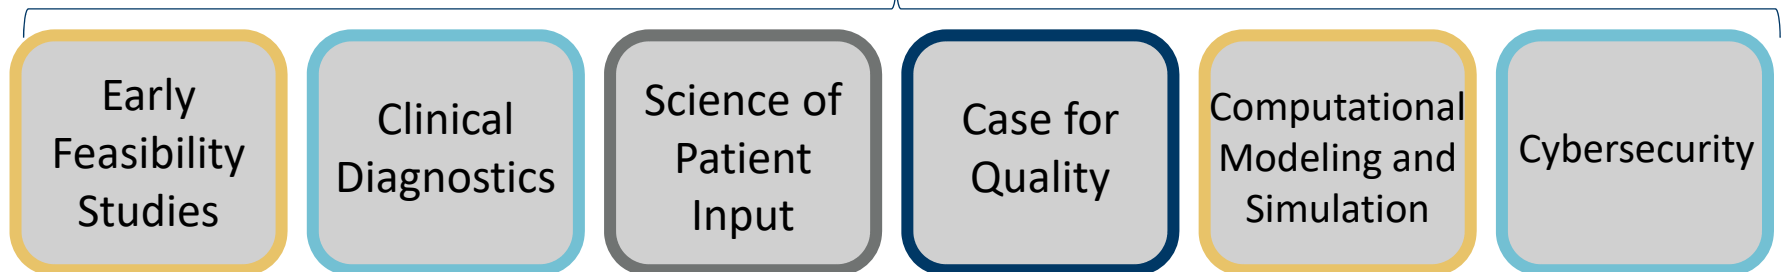 Early
Feasibility
Studies
Clinical
Diagnostics
Science of
Patient
Input
Case for
Quality
Computational
Modeling and
Simulation
Cybersecurity